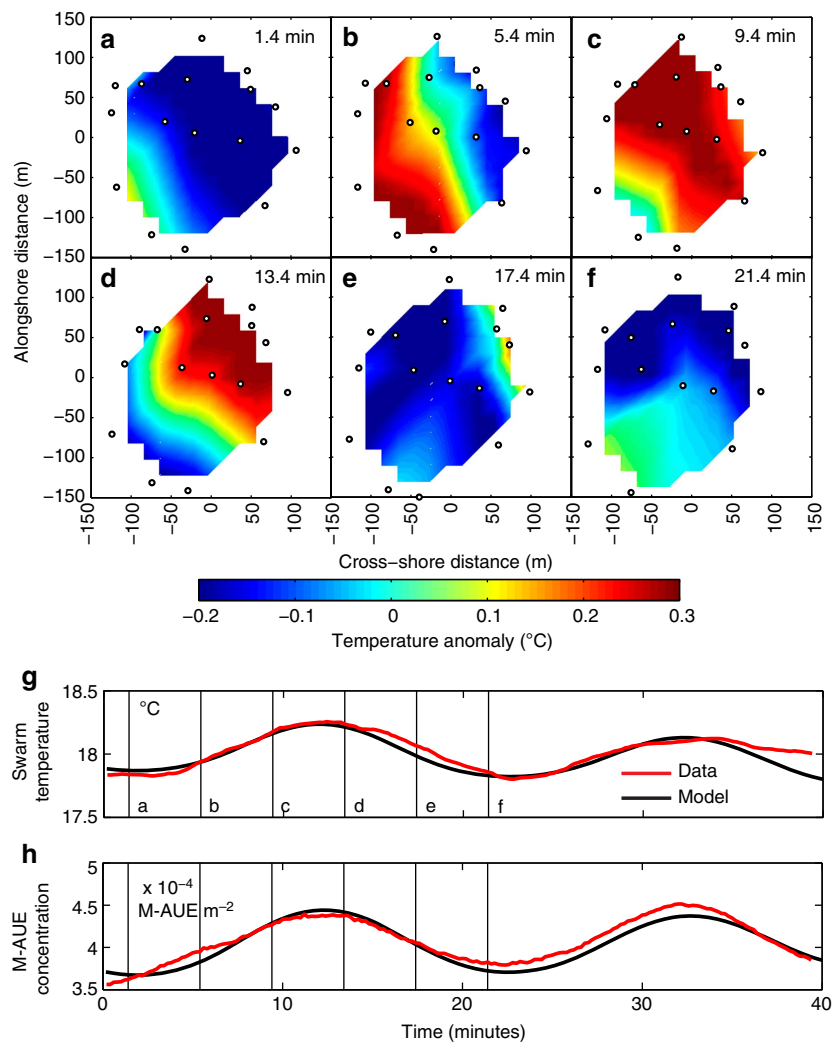 a 1.4 min
b 5.4 min
c 9.4 min
150
100
50
0
−50
−100
−150
d 13.4 min
e 17.4 min
f 21.4 min
100
50
0
−50
−100
−150
Alongshore distance (m)
−150 −100 −50 0 50 100 −150 −100 −50 0 50 100 −150 −100 −50 0 50 100 150
Cross−shore distance (m)
−0.2 −0.1 0 0.1 0.2 0.3
Temperature anomaly (°C)
g
18.5
18
17.5
Swarm temperature
°C
a b c d e f
Data
Model
h
5
4.5
4
3.5
M-AUE concentration
x 10⁻⁴
M-AUE m⁻²
0 10 20 30 40
Time (minutes)